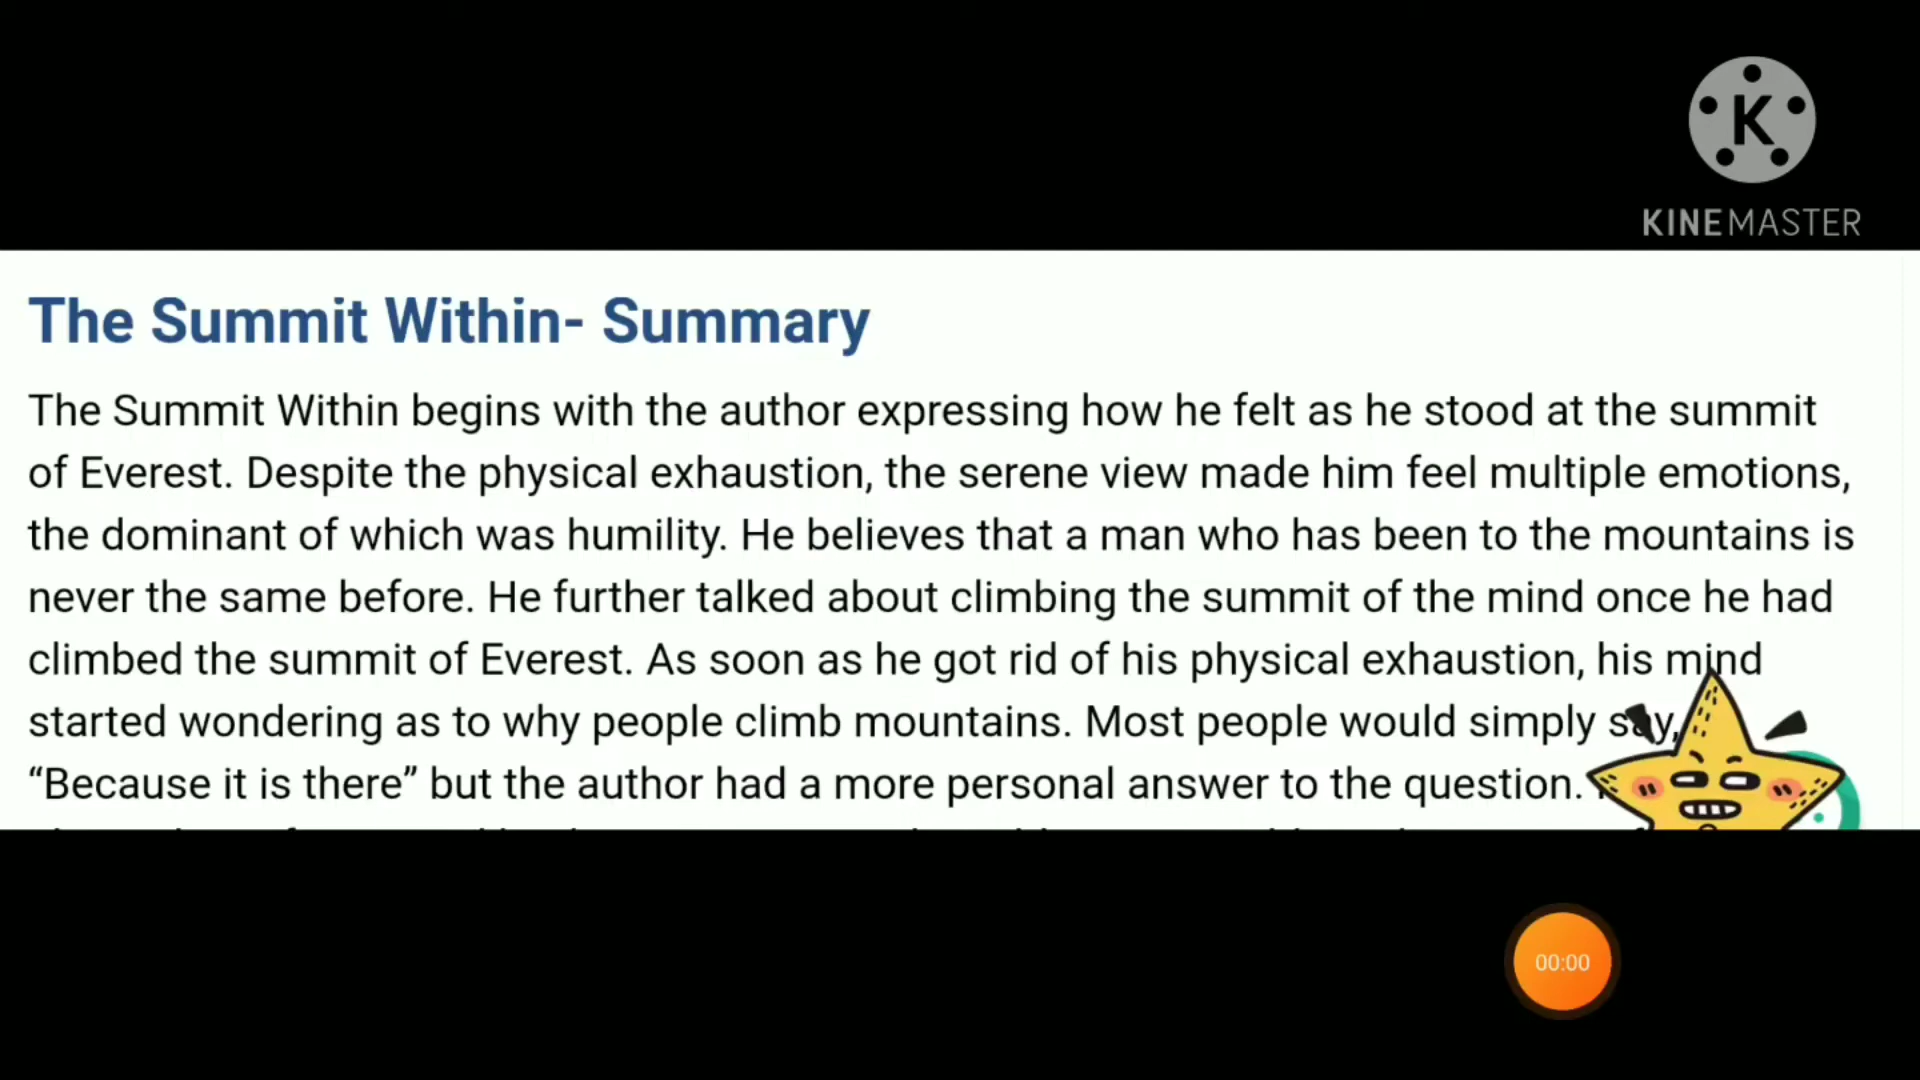 K
KINEMASTER
The Summit Within- Summary
The Summit Within begins with the author expressing how he felt as he stood at the summit
of Everest. Despite the physical exhaustion, the serene view made him feel multiple emotions,
the dominant of which was humility. He believes that a man who has been to the mountains is
never the same before. He further talked about climbing the summit of the mind once he had
climbed the summit of Everest. As soon as he got rid of his physical exhaustion, his mind
started wondering as to why people climb mountains. Most people would simply say,
“Because it is there” but the author had a more personal answer to the question.
00:00